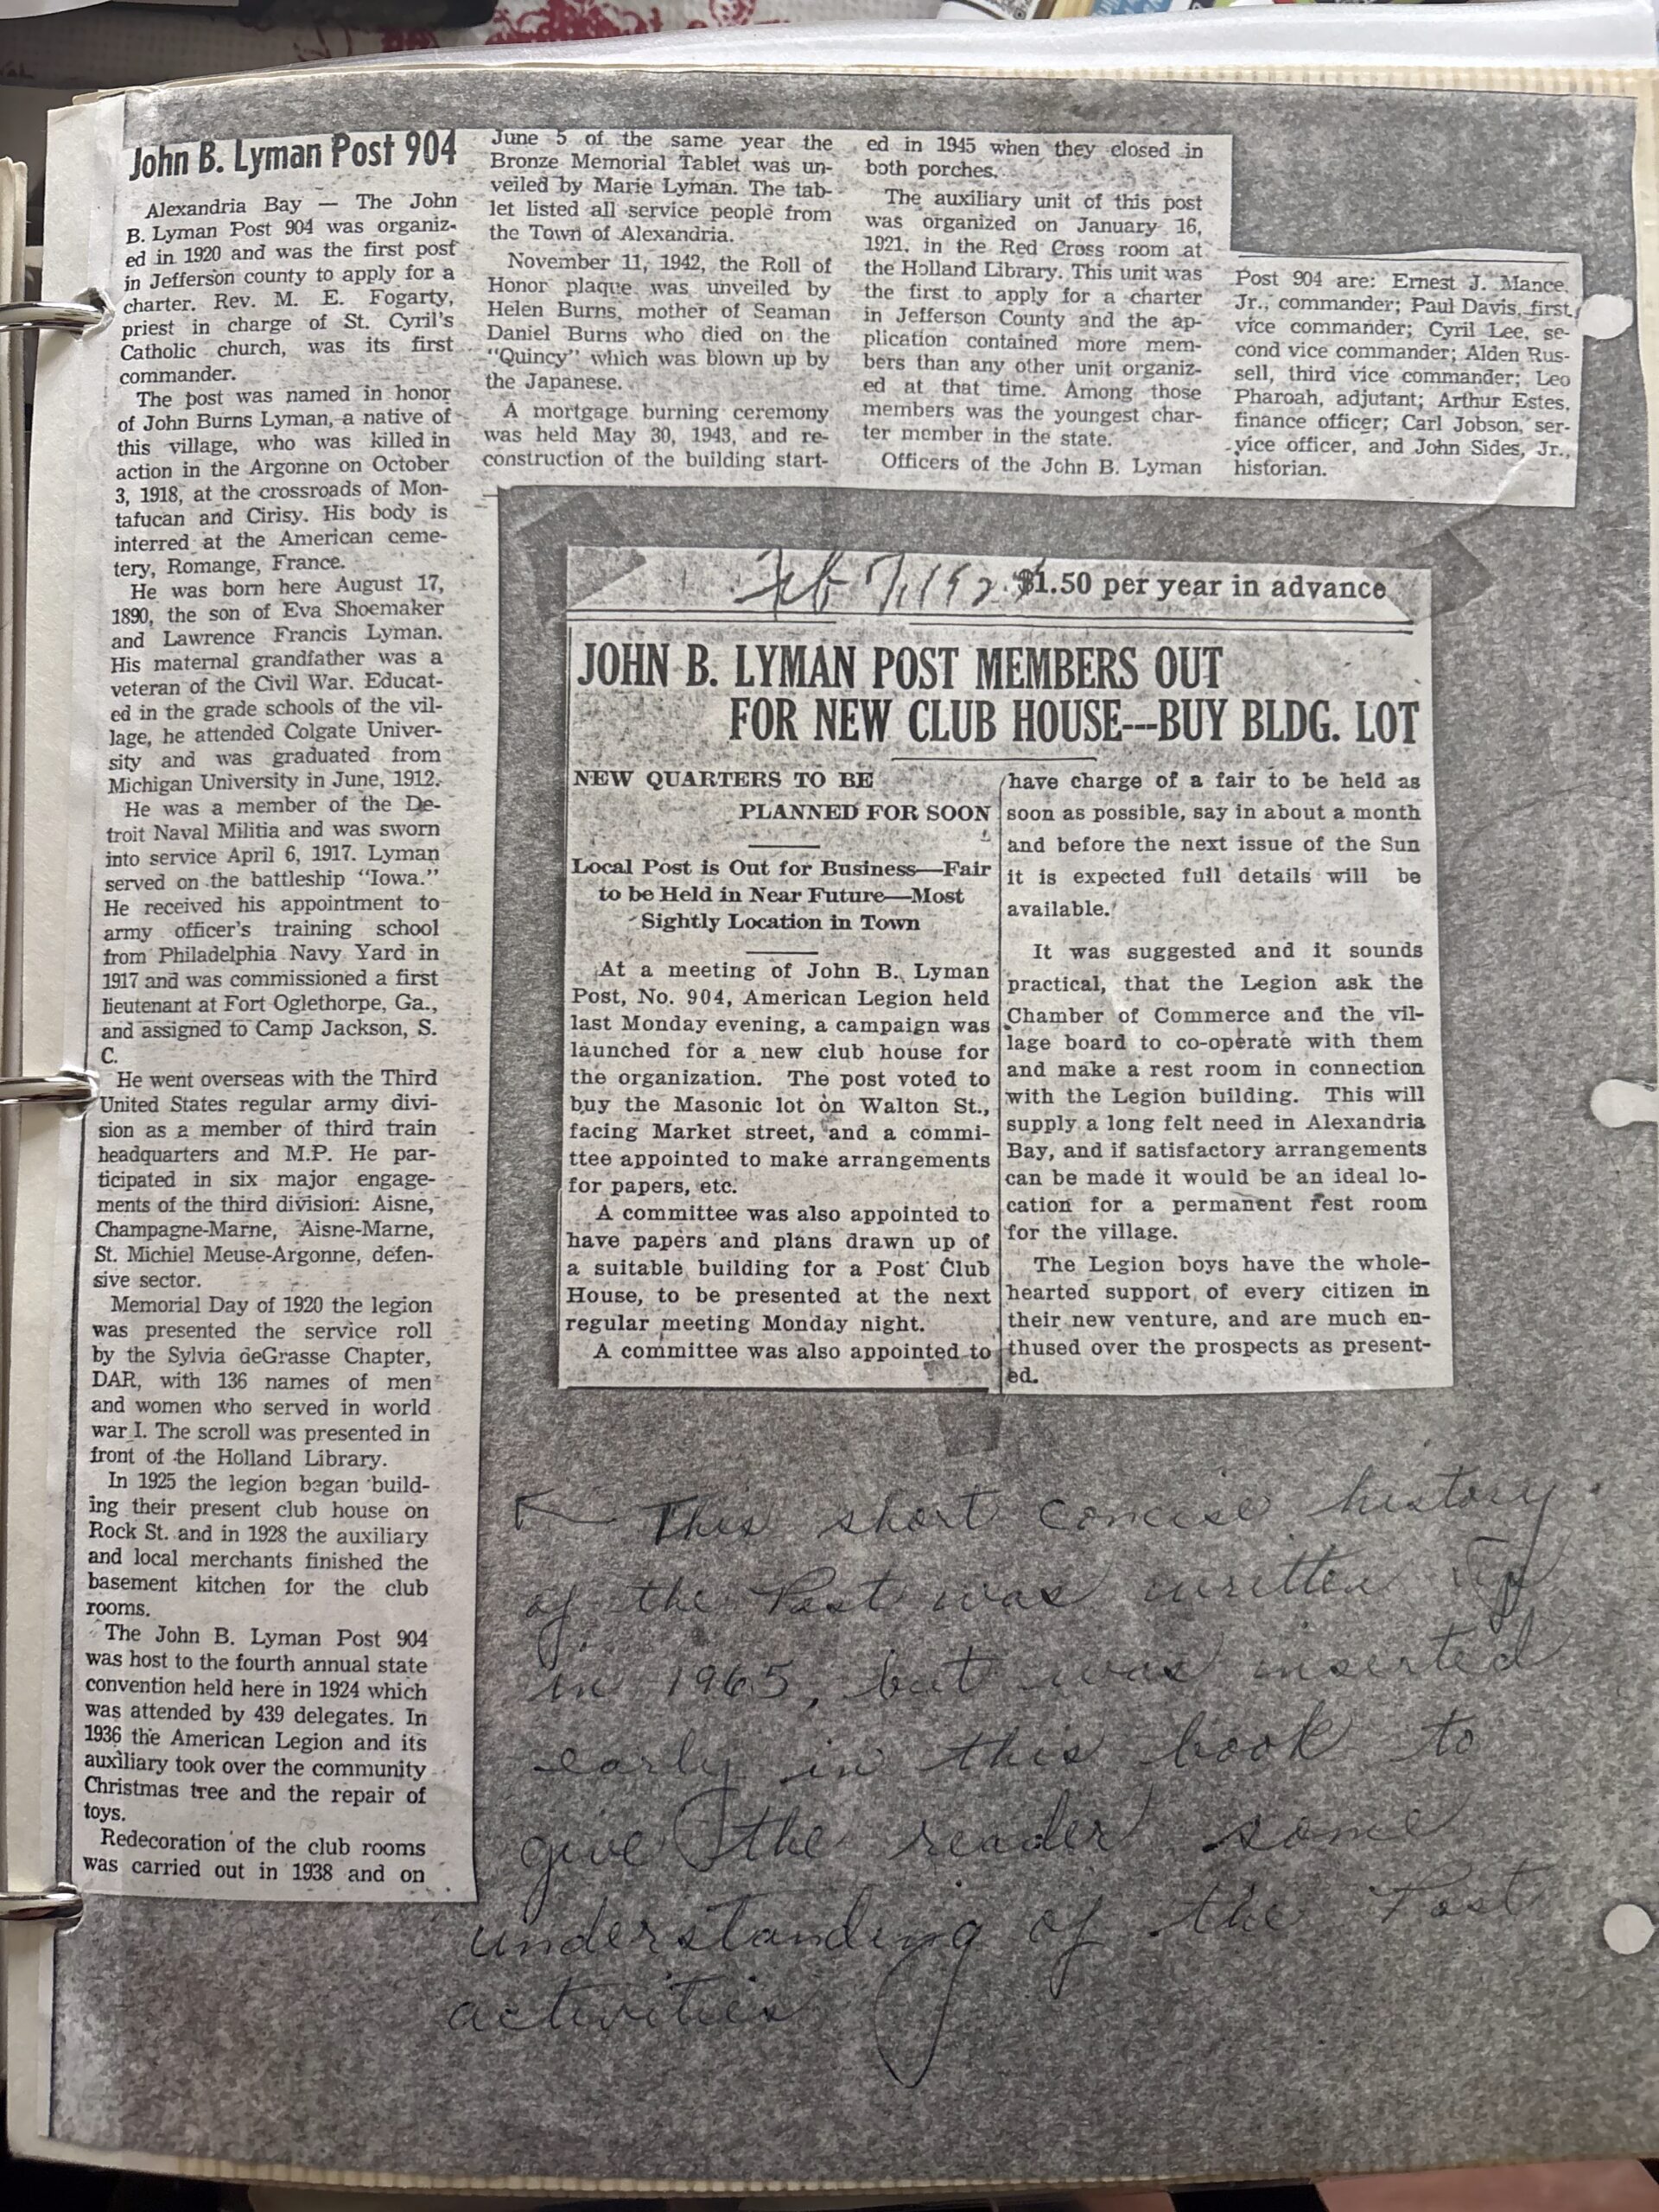 John B. Lyman Post 904
Alexandria Bay — The John
B. Lyman Post 904 was organiz-
ed in 1920 and was the first post
in Jefferson county to apply for a
charter. Rev. M. E. Fogarty,
priest in charge of St. Cyril's
Catholic church, was its first
commander.
The post was named in honor
of John Burns Lyman, a native of
this village, who was killed in
action in the Argonne on October
3, 1918, at the crossroads of Mon-
tafucan and Cirisy. His body is
interred at the American ceme-
tery, Romange, France.
He was born here August 17,
1890, the son of Eva Shoemaker
and Lawrence Francis Lyman.
His maternal grandfather was a
veteran of the Civil War. Educat-
ed in the grade schools of the vil-
lage, he attended Colgate Univer-
sity and was graduated from
Michigan University in June, 1912.
He was a member of the De-
troit Naval Militia and was sworn
into service April 6, 1917. Lyman
served on the battleship "Iowa."
He received his appointment to
army officer's training school
from Philadelphia Navy Yard in
1917 and was commissioned a first
lieutenant at Fort Oglethorpe, Ga.,
and assigned to Camp Jackson, S.
C.
He went overseas with the Third
United States regular army divi-
sion as a member of third train
headquarters and M.P. He par-
ticipated in six major engage-
ments of the third division: Aisne,
Champagne-Marne, Aisne-Marne,
St. Michiel Meuse-Argonne, defen-
sive sector.
Memorial Day of 1920 the legion
was presented the service roll
by the Sylvia deGrasse Chapter,
DAR, with 136 names of men
and women who served in world
war I. The scroll was presented in
front of the Holland Library.
In 1925 the legion began build-
ing their present club house on
Rock St. and in 1928 the auxiliary
and local merchants finished the
basement kitchen for the club
rooms.
The John B. Lyman Post 904
was host to the fourth annual state
convention held here in 1924 which
was attended by 439 delegates. In
1936 the American Legion and its
auxiliary took over the community
Christmas tree and the repair of
toys.
Redecoration of the club rooms
was carried out in 1938 and on
June 5 of the same year the
Bronze Memorial Tablet was un-
veiled by Marie Lyman. The tab-
let listed all service people from
the Town of Alexandria.
November 11, 1942, the Roll of
Honor plaque was unveiled by
Helen Burns, mother of Seaman
Daniel Burns who died on the
"Quincy" which was blown up by
the Japanese.
A mortgage burning ceremony
was held May 30, 1943, and re-
construction of the building start-
ed in 1945 when they closed in
both porches.
The auxiliary unit of this post
was organized on January 16,
1921, in the Red Cross room at
the Holland Library. This unit was
the first to apply for a charter
in Jefferson County and the ap-
plication contained more mem-
bers than any other unit organiz-
ed at that time. Among those
members was the youngest char-
ter member in the state.
Officers of the John B. Lyman
Post 904 are: Ernest J. Mance,
Jr., commander; Paul Davis, first
vice commander; Cyril Lee, se-
cond vice commander; Alden Rus-
sell, third vice commander; Leo
Pharoah, adjutant; Arthur Estes,
finance officer; Carl Jobson, ser-
vice officer, and John Sides, Jr.,
historian.
Feb $1.50 per year in advance
JOHN B. LYMAN POST MEMBERS OUT
FOR NEW CLUB HOUSE---BUY BLDG. LOT
NEW QUARTERS TO BE
PLANNED FOR SOON
Local Post is Out for Business—Fair
to be Held in Near Future—Most
Sightly Location in Town
At a meeting of John B. Lyman
Post, No. 904, American Legion held
last Monday evening, a campaign was
launched for a new club house for
the organization. The post voted to
buy the Masonic lot on Walton St.,
facing Market street, and a commi-
ttee appointed to make arrangements
for papers, etc.
A committee was also appointed to
have papers and plans drawn up of
a suitable building for a Post Club
House, to be presented at the next
regular meeting Monday night.
A committee was also appointed to
have charge of a fair to be held as
soon as possible, say in about a month
and before the next issue of the Sun
it is expected full details will be
available.
It was suggested and it sounds
practical, that the Legion ask the
Chamber of Commerce and the vil-
lage board to co-operate with them
and make a rest room in connection
with the Legion building. This will
supply a long felt need in Alexandria
Bay, and if satisfactory arrangements
can be made it would be an ideal lo-
cation for a permanent rest room
for the village.
The Legion boys have the whole-
hearted support of every citizen in
their new venture, and are much en-
thused over the prospects as present-
ed.
This short concise history
of the Post was written up
in 1965, but was inserted
early in this book to
give the reader some
understanding of the Post
activities